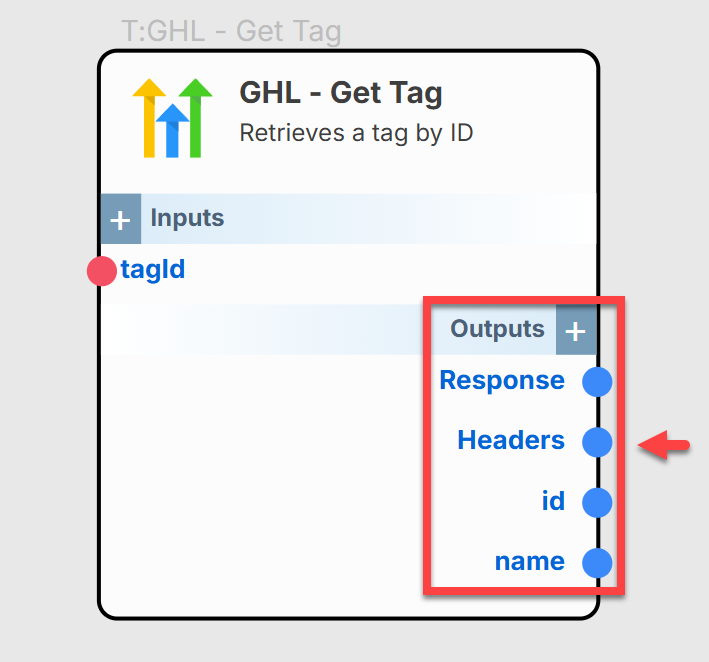 T:GHL - Get Tag
GHL - Get Tag
Retrieves a tag by ID
+ Inputs
tagId
Outputs +
Response
Headers
id
name